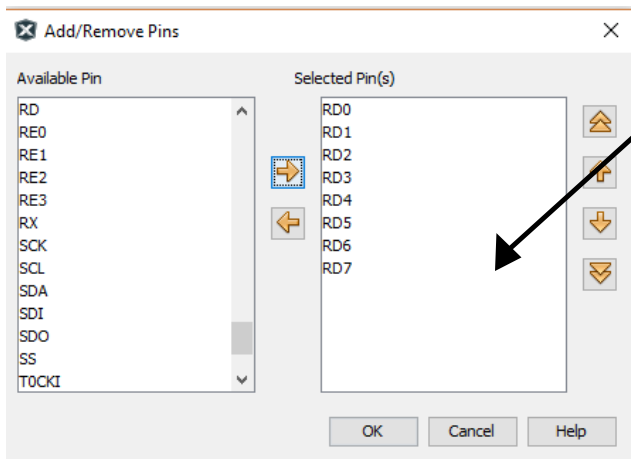 Add/Remove Pins
Available Pin
Selected Pin(s)
RD
RE0
RE1
RE2
RE3
RX
SCK
SCL
SDA
SDI
SDO
SS
T0CKI
RD0
RD1
RD2
RD3
RD4
RD5
RD6
RD7
OK
Cancel
Help